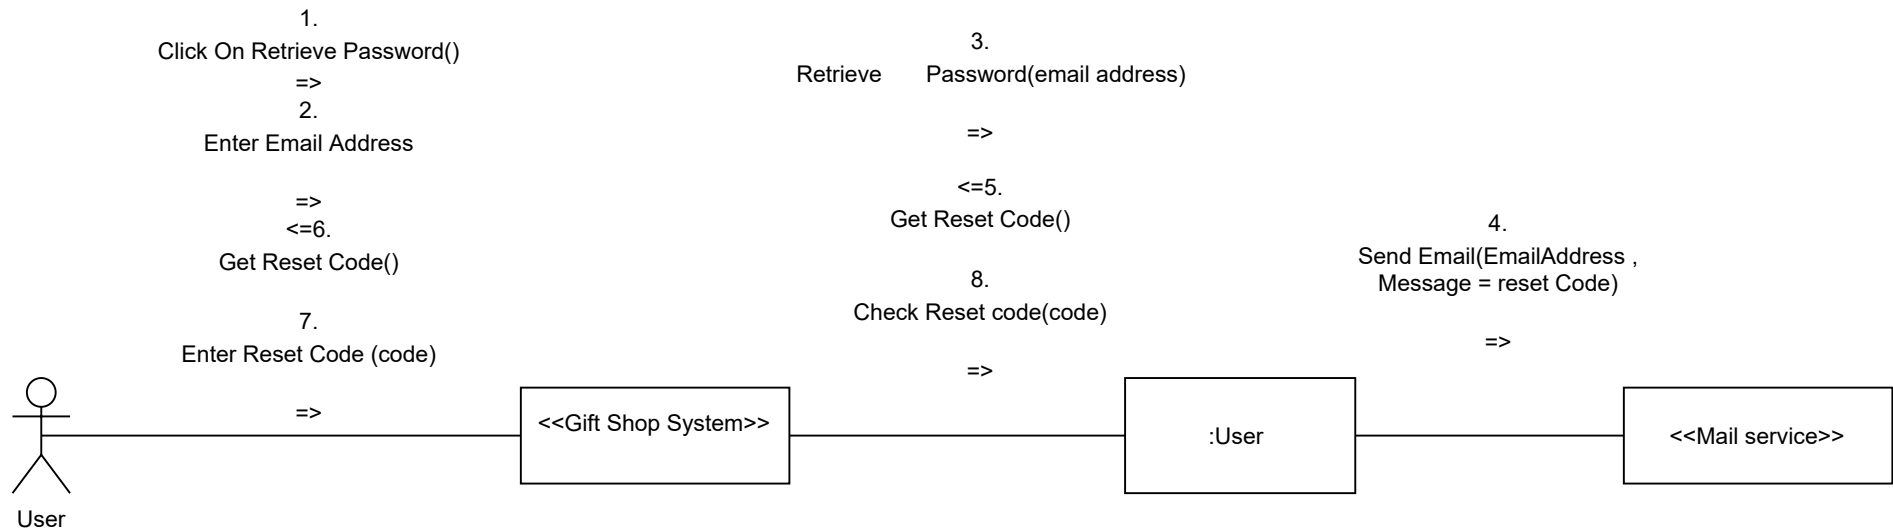 1.
Click On Retrieve Password()
=>
2.
Enter Email Address
=>
<=6.
Get Reset Code()
7.
Enter Reset Code (code)
=>
3.
Retrieve Password(email address)
=>
<=5.
Get Reset Code()
8.
Check Reset code(code)
=>
4.
Send Email(EmailAddress ,
Message = reset Code)
=>
User
<<Gift Shop System>>
:User
<<Mail service>>